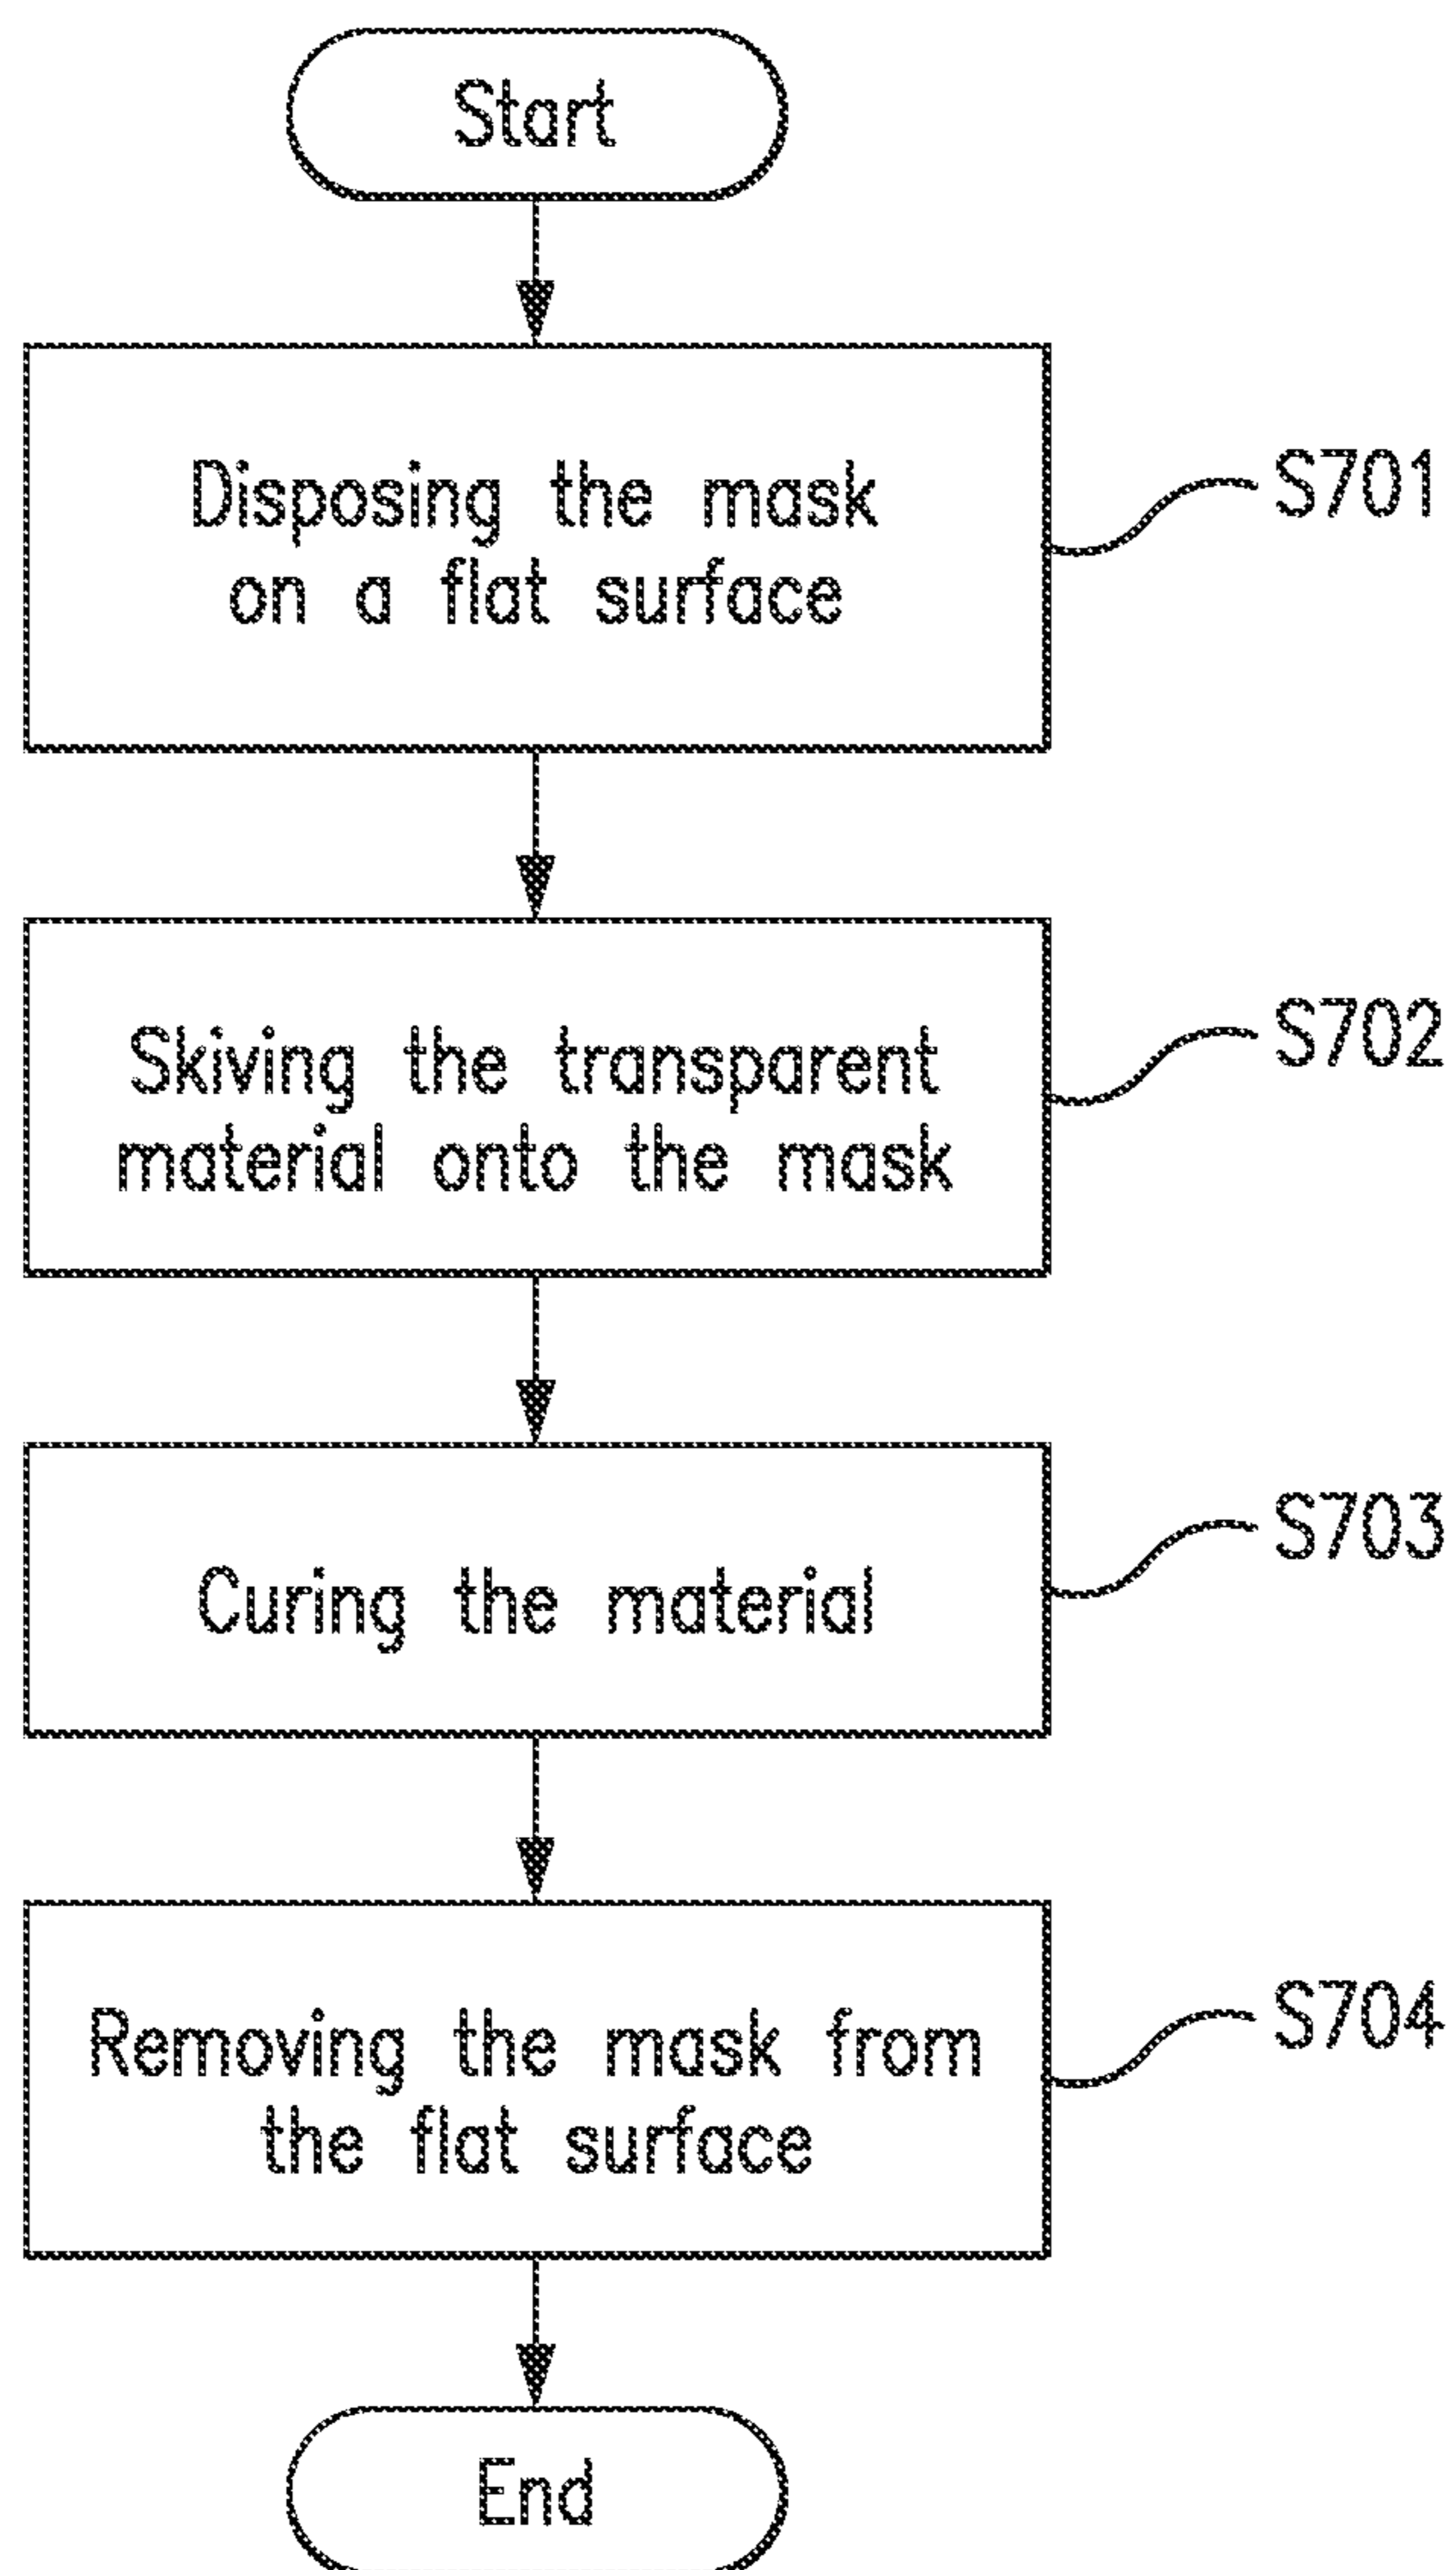 Start
Disposing the mask
on a flat surface
S701
Skiving the transparent
material onto the mask
S702
Curing the material
S703
Removing the mask from
the flat surface
S704
End